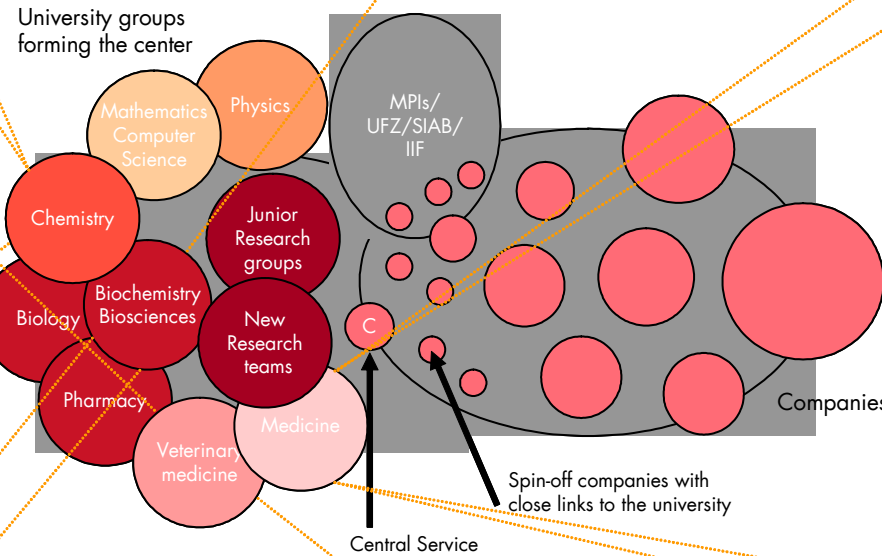 University groups
forming the center
Mathematics
Computer
Science
Physics
MPIs/
UFZ/SIAB/
IIF
Chemistry
Junior
Research
groups
Biochemistry
Biosciences
Biology
New
Research
teams
C
Pharmacy
Medicine
Companies
Veterinary
medicine
Spin-off companies with
close links to the university
Central Service